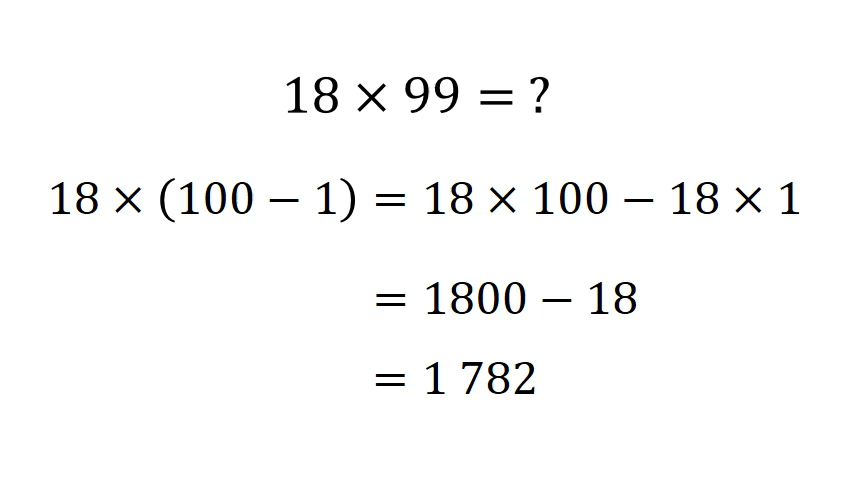 18 × 99 = ?
18 × (100 − 1) = 18 × 100 − 18 × 1
= 1800 − 18
= 1 782